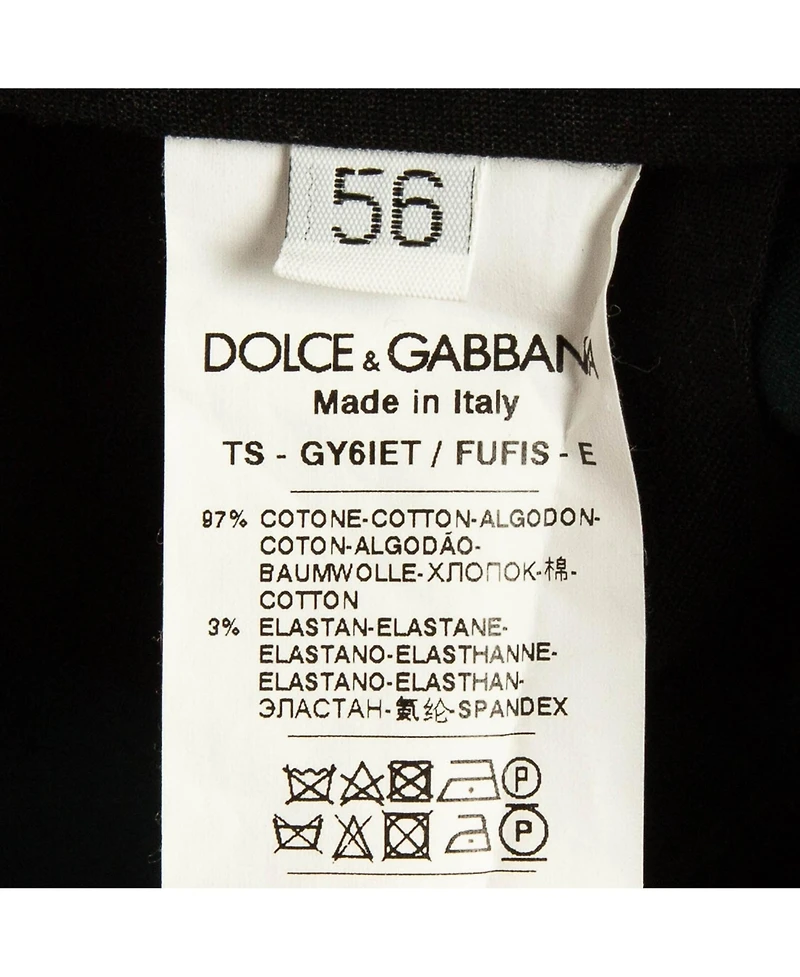 56
DOLCE & GABBANA
Made in Italy
TS - GY6IET / FUFIS - E
97% COTONE-COTTON-ALGODON-
COTON-ALGODÃO-
BAUMWOLLE-ХЛОПОК-棉-
COTTON
3% ELASTAN-ELASTANE-
ELASTANO-ELASTHANNE-
ELASTANO-ELASTHAN-
ЭЛАСТАН-氨纶-SPANDEX
P
P